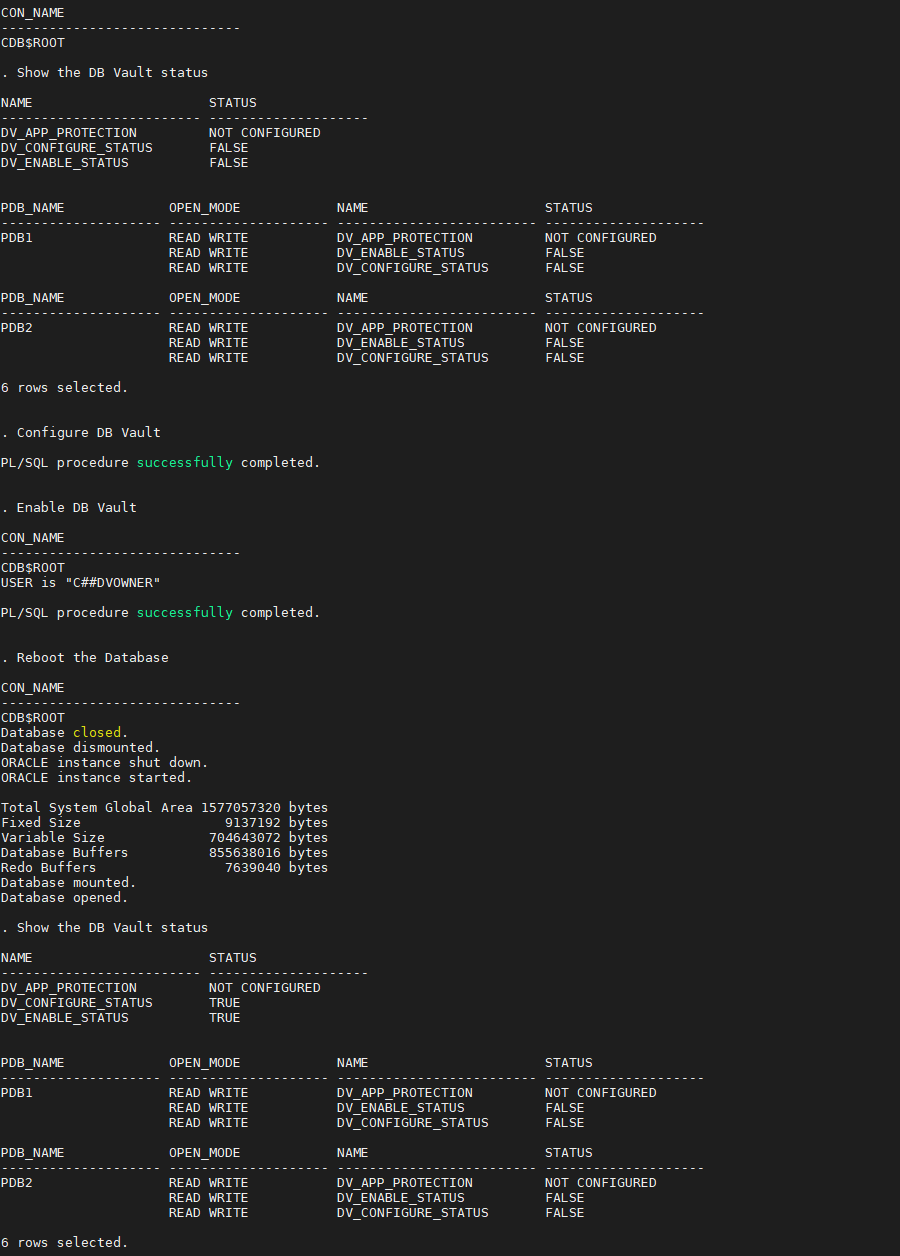 CON_NAME
------------------------------
CDB$ROOT
. Show the DB Vault status
NAME                      STATUS
------------------------- --------------------
DV_APP_PROTECTION         NOT CONFIGURED
DV_CONFIGURE_STATUS       FALSE
DV_ENABLE_STATUS          FALSE
PDB_NAME             OPEN_MODE            NAME                      STATUS
-------------------- -------------------- ------------------------- --------------------
PDB1                 READ WRITE           DV_APP_PROTECTION         NOT CONFIGURED
                     READ WRITE           DV_ENABLE_STATUS          FALSE
                     READ WRITE           DV_CONFIGURE_STATUS       FALSE
PDB_NAME             OPEN_MODE            NAME                      STATUS
-------------------- -------------------- ------------------------- --------------------
PDB2                 READ WRITE           DV_APP_PROTECTION         NOT CONFIGURED
                     READ WRITE           DV_ENABLE_STATUS          FALSE
                     READ WRITE           DV_CONFIGURE_STATUS       FALSE
6 rows selected.
. Configure DB Vault
PL/SQL procedure successfully completed.
. Enable DB Vault
CON_NAME
------------------------------
CDB$ROOT
USER is "C##DVOWNER"
PL/SQL procedure successfully completed.
. Reboot the Database
CON_NAME
------------------------------
CDB$ROOT
Database closed.
Database dismounted.
ORACLE instance shut down.
ORACLE instance started.
Total System Global Area 1577057320 bytes
Fixed Size                  9137192 bytes
Variable Size             704643072 bytes
Database Buffers          855638016 bytes
Redo Buffers                7639040 bytes
Database mounted.
Database opened.
. Show the DB Vault status
NAME                      STATUS
------------------------- --------------------
DV_APP_PROTECTION         NOT CONFIGURED
DV_CONFIGURE_STATUS       TRUE
DV_ENABLE_STATUS          TRUE
PDB_NAME             OPEN_MODE            NAME                      STATUS
-------------------- -------------------- ------------------------- --------------------
PDB1                 READ WRITE           DV_APP_PROTECTION         NOT CONFIGURED
                     READ WRITE           DV_ENABLE_STATUS          FALSE
                     READ WRITE           DV_CONFIGURE_STATUS       FALSE
PDB_NAME             OPEN_MODE            NAME                      STATUS
-------------------- -------------------- ------------------------- --------------------
PDB2                 READ WRITE           DV_APP_PROTECTION         NOT CONFIGURED
                     READ WRITE           DV_ENABLE_STATUS          FALSE
                     READ WRITE           DV_CONFIGURE_STATUS       FALSE
6 rows selected.